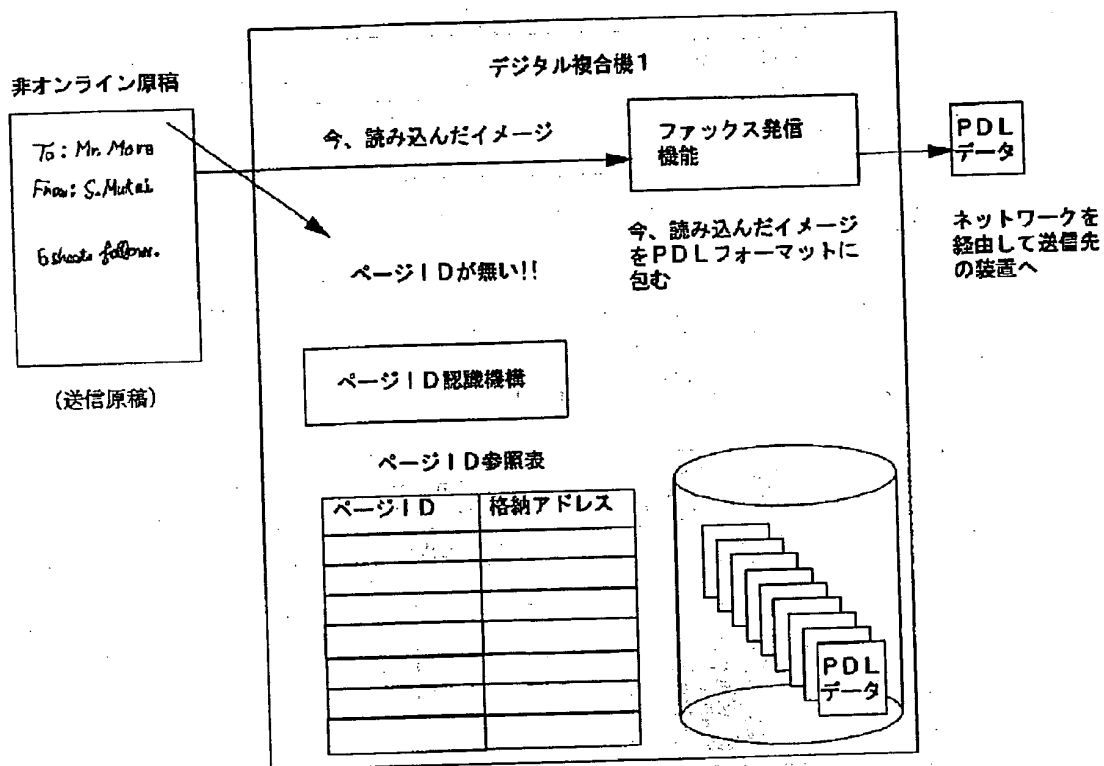 デジタル複合機1
非オンライン原稿
To: Mr. Mora
From: S. Mutai
6 sheets follows.
(送信原稿)
今、読み込んだイメージ
ファックス発信
機能
PDL
データ
今、読み込んだイメージ
をPDLフォーマットに
包む
ネットワークを
経由して送信先
の装置へ
ページIDが無い!!
ページID認識機構
ページID参照表
ページID
格納アドレス
PDL
データ